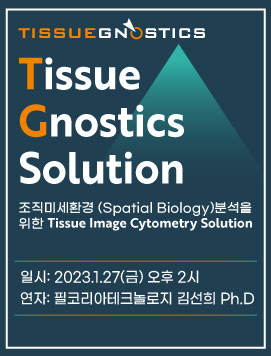 TISSUEGNOSTICS
Tissue
Gnostics
Solution
조직미세환경 (Spatial Biology)분석을
위한 Tissue Image Cytometry Solution
일시: 2023.1.27(금) 오후 2시
연자: 필코리아테크놀로지 김선희 Ph.D